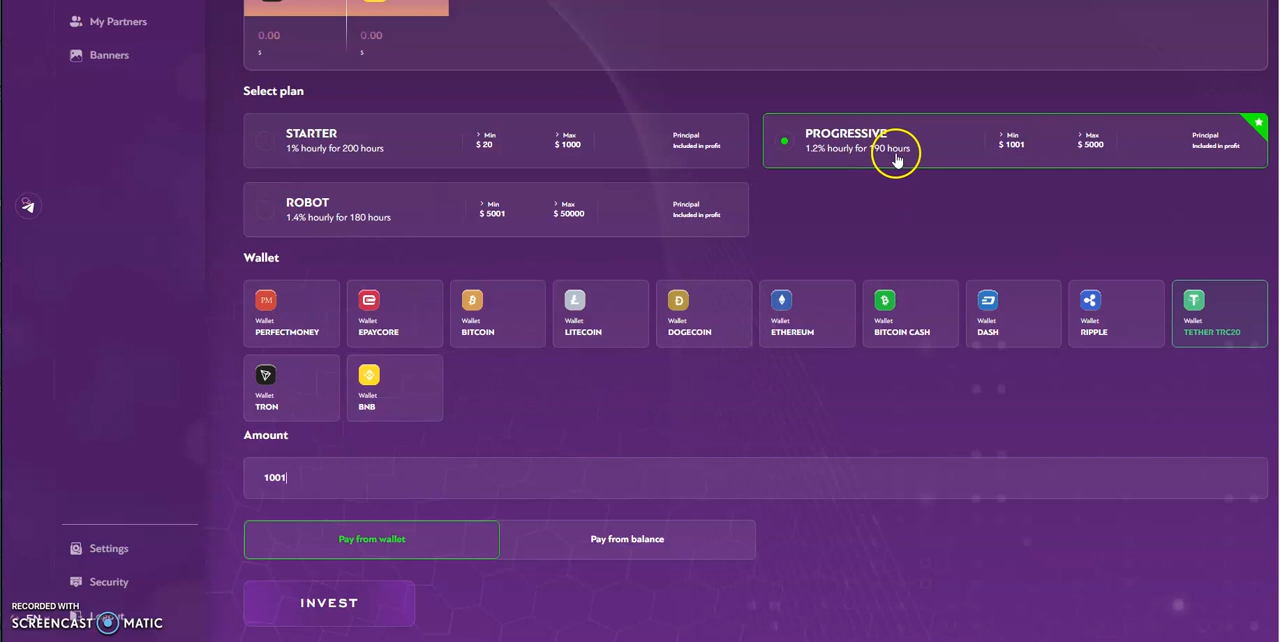 My Partners
Banners
0.00 0.00
$ $
Select plan
STARTER
1% hourly for 200 hours
Min
$ 20
Max
$ 1000
Principal
Included in profit
PROGRESSIVE
1.2% hourly for 190 hours
Min
$ 1001
Max
$ 5000
Principal
Included in profit
ROBOT
1.4% hourly for 180 hours
Min
$ 5001
Max
$ 50000
Principal
Included in profit
Wallet
PM
Wallet
PERFECTMONEY
Wallet
EPAYCORE
Wallet
BITCOIN
Wallet
LITECOIN
Wallet
DOGECOIN
Wallet
ETHEREUM
Wallet
BITCOIN CASH
Wallet
DASH
Wallet
RIPPLE
Wallet
TETHER TRC20
Wallet
TRON
Wallet
BNB
Amount
1001
Pay from wallet
Pay from balance
INVEST
Settings
Security
EN
RECORDED WITH
SCREENCAST MATIC